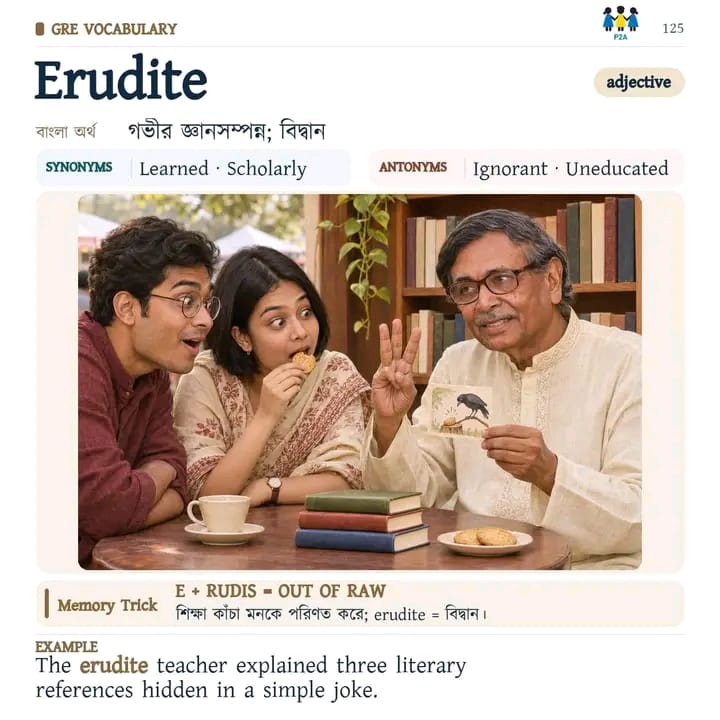 GRE VOCABULARY
P2A
125
Erudite
adjective
বাংলা অর্থ গভীর জ্ঞানসম্পন্ন; বিদ্বান
SYNONYMS Learned · Scholarly
ANTONYMS Ignorant · Uneducated
Memory Trick
E + RUDIS = OUT OF RAW
শিক্ষা কাঁচা মনকে পরিণত করে; erudite = বিদ্বান।
EXAMPLE
The erudite teacher explained three literary
references hidden in a simple joke.